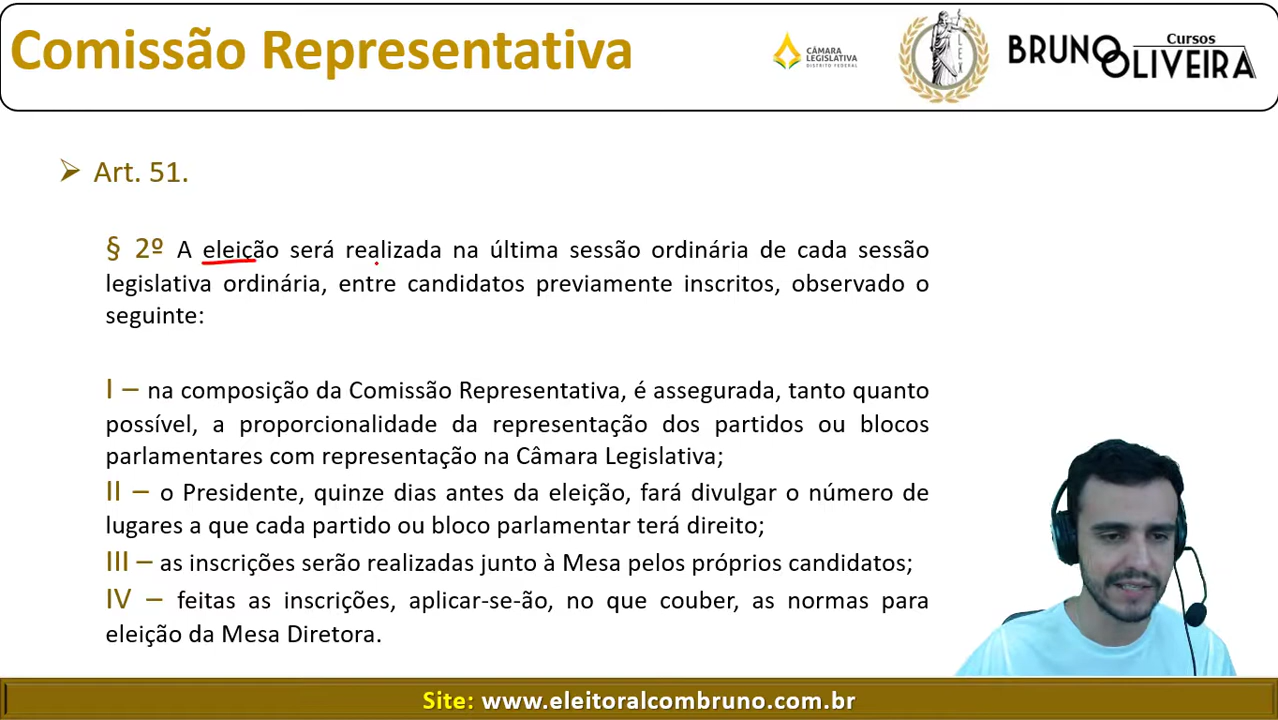 Comissão Representativa
CÂMARA
LEGISLATIVA
DISTRITO FEDERAL
LEX
Cursos
BRUNO
OLIVEIRA
Art. 51.
§ 2º A eleição será realizada na última sessão ordinária de cada sessão
legislativa ordinária, entre candidatos previamente inscritos, observado o
seguinte:
I – na composição da Comissão Representativa, é assegurada, tanto quanto
possível, a proporcionalidade da representação dos partidos ou blocos
parlamentares com representação na Câmara Legislativa;
II – o Presidente, quinze dias antes da eleição, fará divulgar o número de
lugares a que cada partido ou bloco parlamentar terá direito;
III – as inscrições serão realizadas junto à Mesa pelos próprios candidatos;
IV – feitas as inscrições, aplicar-se-ão, no que couber, as normas para
eleição da Mesa Diretora.
Site: www.eleitoralcombruno.com.br